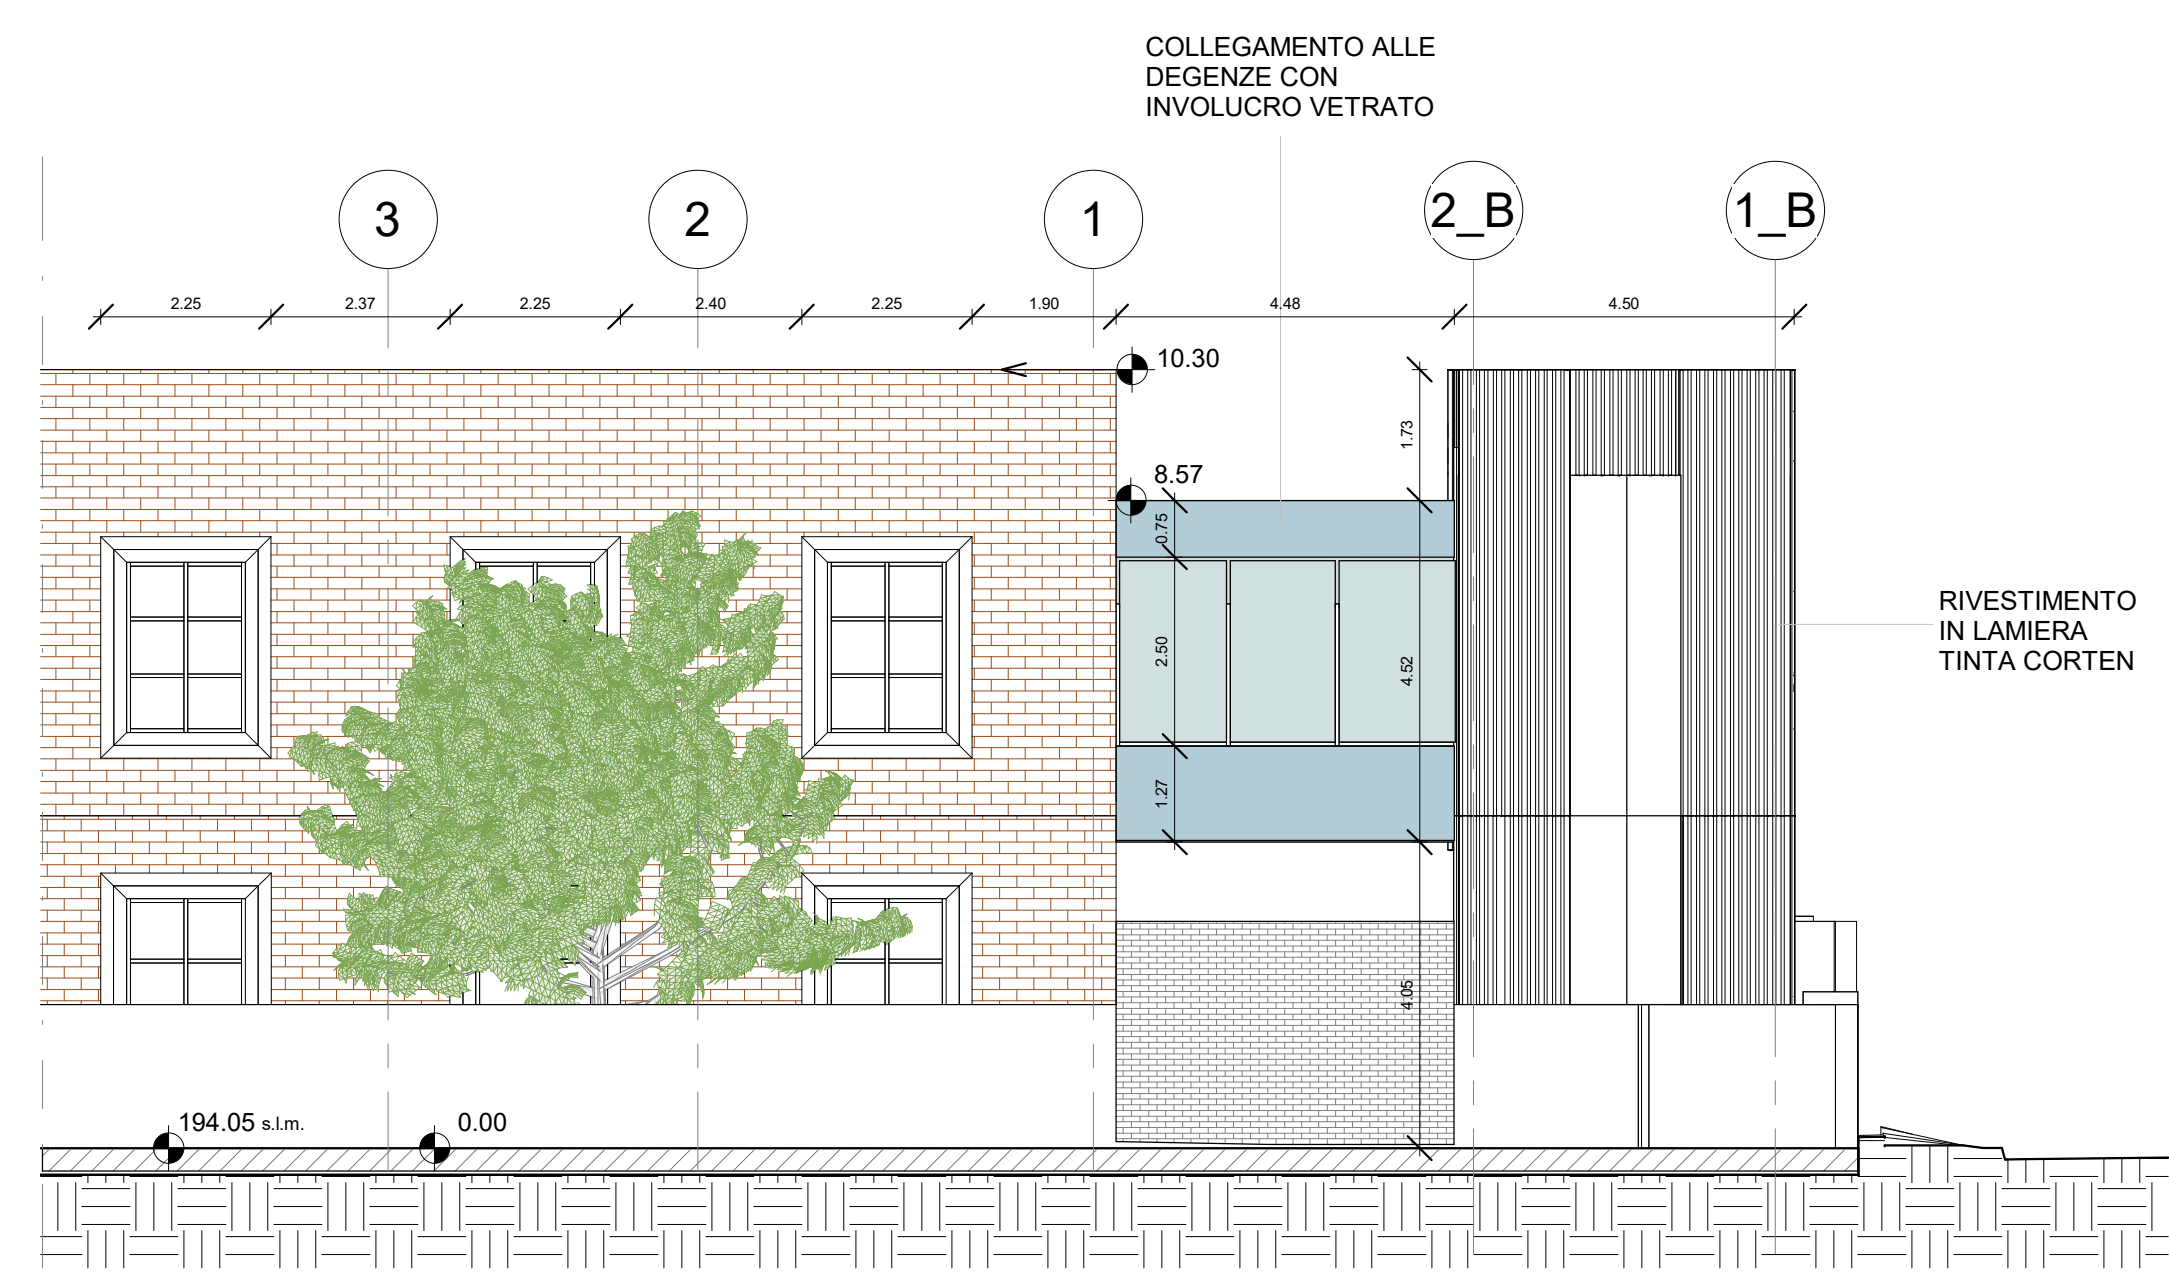 COLLEGAMENTO ALLE
DEGENZE CON
INVOLUCRO VETRATO
3
2
1
2_B
1_B
2.25
2.37
2.25
2.40
2.25
1.90
4.48
4.50
10.30
1.73
8.57
0.75
2.50
4.52
1.27
4.05
RIVESTIMENTO
IN LAMIERA
TINTA CORTEN
194.05 s.l.m.
0.00